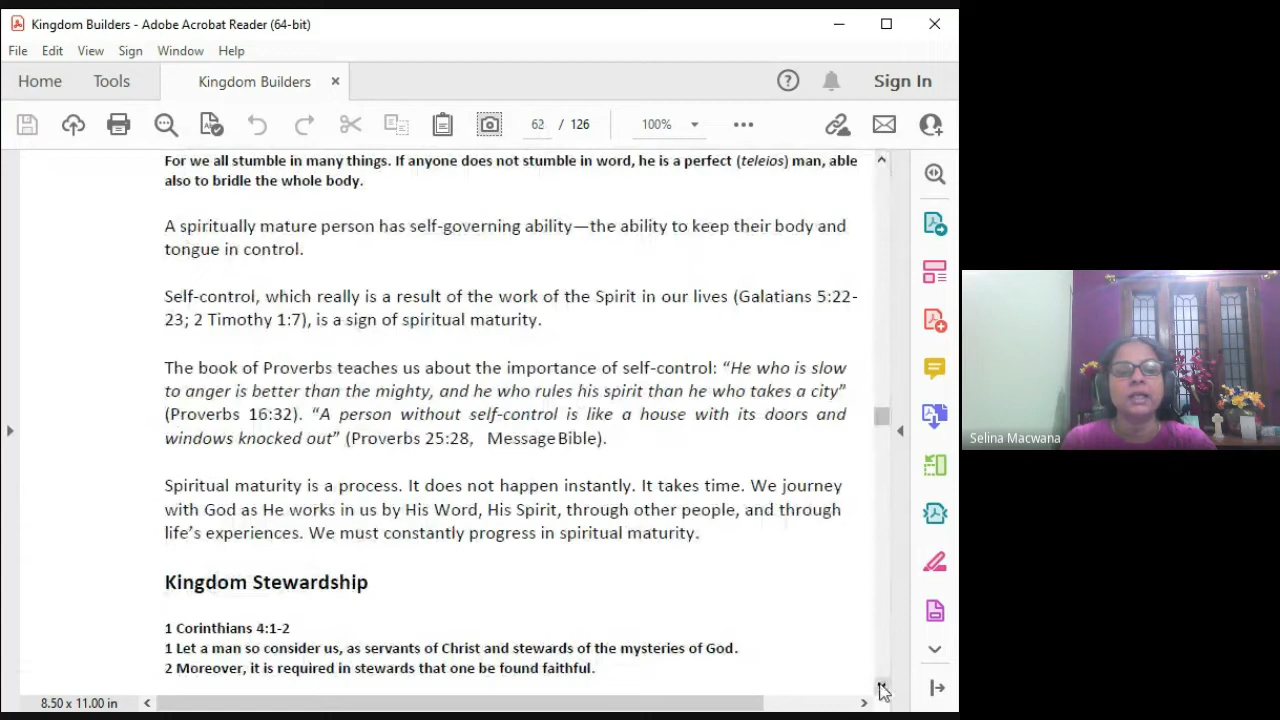 Kingdom Builders - Adobe Acrobat Reader (64-bit)
File Edit View Sign Window Help
Home Tools Kingdom Builders × Sign In
62 / 126 100%
For we all stumble in many things. If anyone does not stumble in word, he is a perfect (teleios) man, able
also to bridle the whole body.
A spiritually mature person has self-governing ability—the ability to keep their body and
tongue in control.
Self-control, which really is a result of the work of the Spirit in our lives (Galatians 5:22-
23; 2 Timothy 1:7), is a sign of spiritual maturity.
The book of Proverbs teaches us about the importance of self-control: “He who is slow
to anger is better than the mighty, and he who rules his spirit than he who takes a city”
(Proverbs 16:32). “A person without self-control is like a house with its doors and
windows knocked out” (Proverbs 25:28, Message Bible).
Spiritual maturity is a process. It does not happen instantly. It takes time. We journey
with God as He works in us by His Word, His Spirit, through other people, and through
life’s experiences. We must constantly progress in spiritual maturity.
Kingdom Stewardship
1 Corinthians 4:1-2
1 Let a man so consider us, as servants of Christ and stewards of the mysteries of God.
2 Moreover, it is required in stewards that one be found faithful.
8.50 x 11.00 in
Selina Macwana